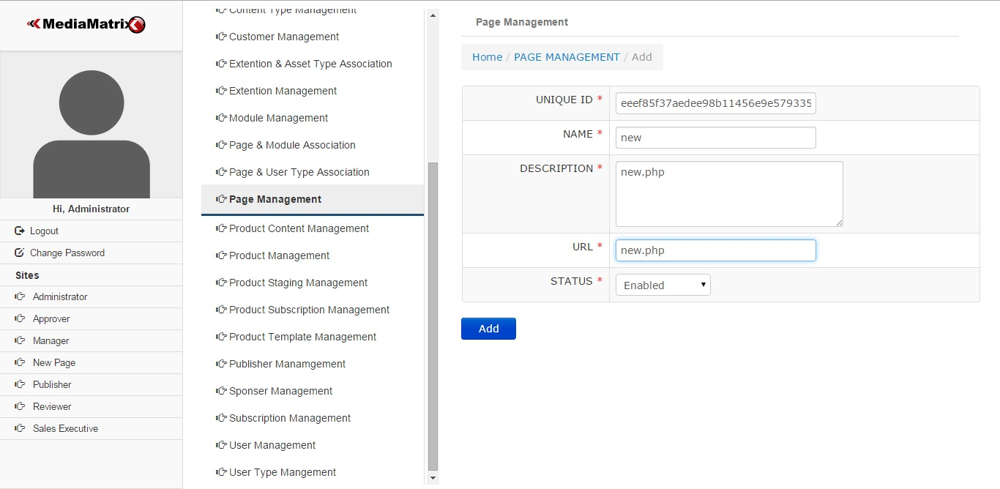 MediaMatrix
Hi, Administrator
Logout
Change Password
Sites
Administrator
Approver
Manager
New Page
Publisher
Reviewer
Sales Executive
Content Type Management
Customer Management
Extention & Asset Type Association
Extention Management
Module Management
Page & Module Association
Page & User Type Association
Page Management
Product Content Management
Product Management
Product Staging Management
Product Subscription Management
Product Template Management
Publisher Manamgement
Sponser Management
Subscription Management
User Management
User Type Mangement
Page Management
Home / PAGE MANAGEMENT / Add
UNIQUE ID * eeef85f37aedee98b11456e9e579335
NAME * new
DESCRIPTION * new.php
URL * new.php
STATUS * Enabled
Add